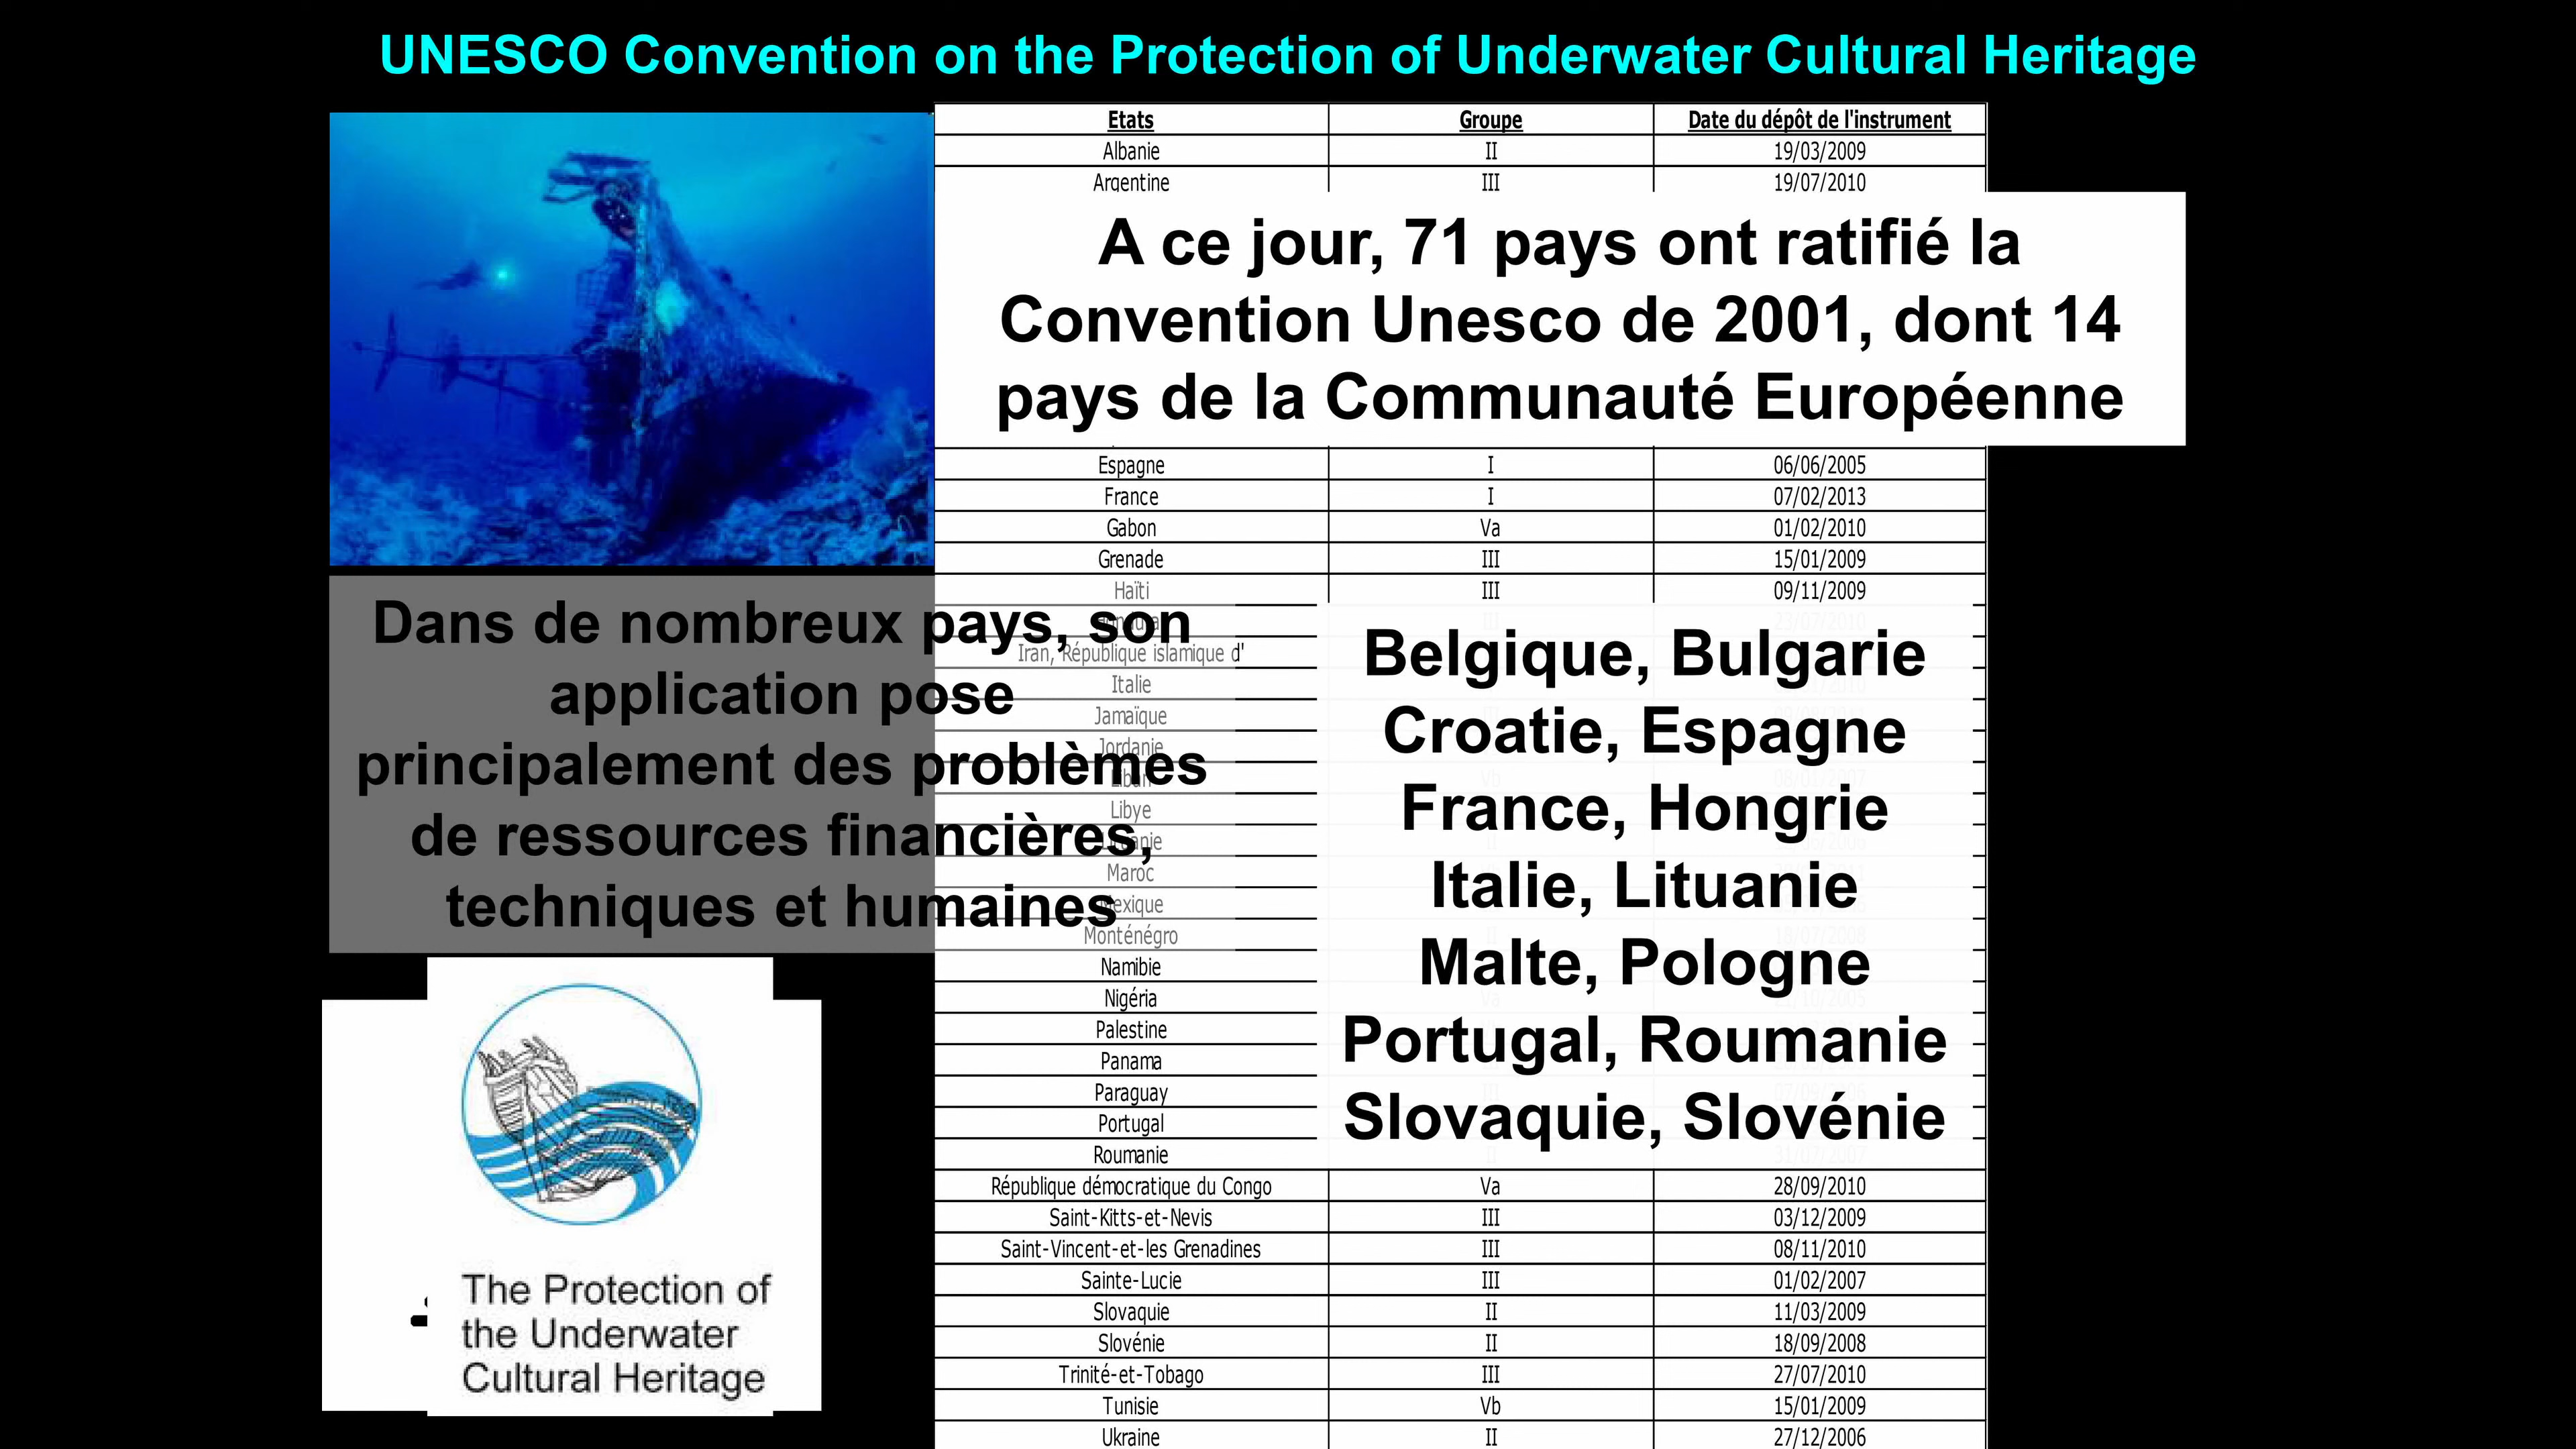 UNESCO Convention on the Protection of Underwater Cultural Heritage
Etats Groupe Date du dépôt de l'instrument
Albanie II 19/03/2009
Argentine III 19/07/2010
A ce jour, 71 pays ont ratifié la
Convention Unesco de 2001, dont 14
pays de la Communauté Européenne
Espagne I 06/06/2005
France I 07/02/2013
Gabon Va 01/02/2010
Grenade III 15/01/2009
Haïti III 09/11/2009
Dans de nombreux pays, son
application pose
principalement des problèmes
de ressources financières,
techniques et humaines
Iran, République islamique d'
Italie
Jamaïque
Jordanie
Liban
Libye
Maroc
Mexique
Monténégro
Namibie
Nigéria
Palestine
Panama
Paraguay
Portugal
Roumanie
Belgique, Bulgarie
Croatie, Espagne
France, Hongrie
Italie, Lituanie
Malte, Pologne
Portugal, Roumanie
Slovaquie, Slovénie
République démocratique du Congo Va 28/09/2010
Saint-Kitts-et-Nevis III 03/12/2009
Saint-Vincent-et-les Grenadines III 08/11/2010
Sainte-Lucie III 01/02/2007
Slovaquie II 11/03/2009
Slovénie II 18/09/2008
Trinité-et-Tobago III 27/07/2010
Tunisie Vb 15/01/2009
Ukraine II 27/12/2006
The Protection of
the Underwater
Cultural Heritage